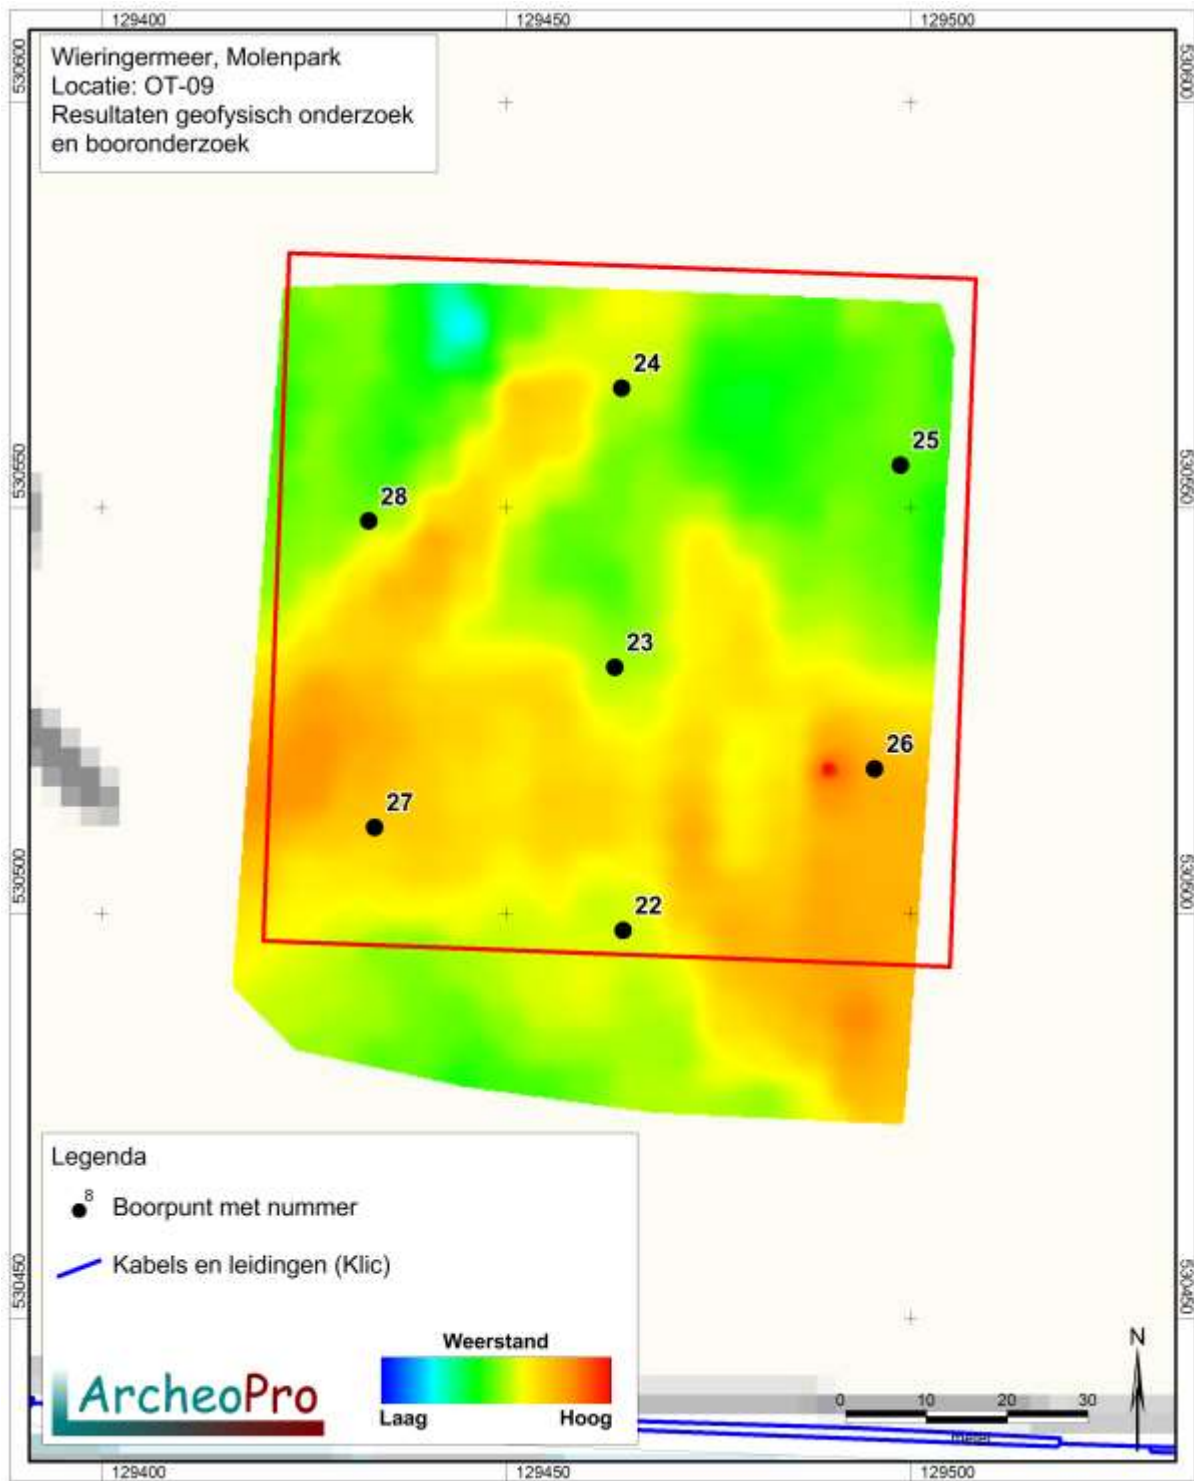 129400
129450
129500
530600
530600
Wieringermeer, Molenpark
Locatie: OT-09
Resultaten geofysisch onderzoek
en booronderzoek
24
25
530550
530550
28
23
26
27
530500
530500
22
Legenda
8
Boorpunt met nummer
Kabels en leidingen (Klic)
530450
530450
Weerstand
Laag
Hoog
ArcheoPro
N
0
10
20
30
meter
129400
129450
129500